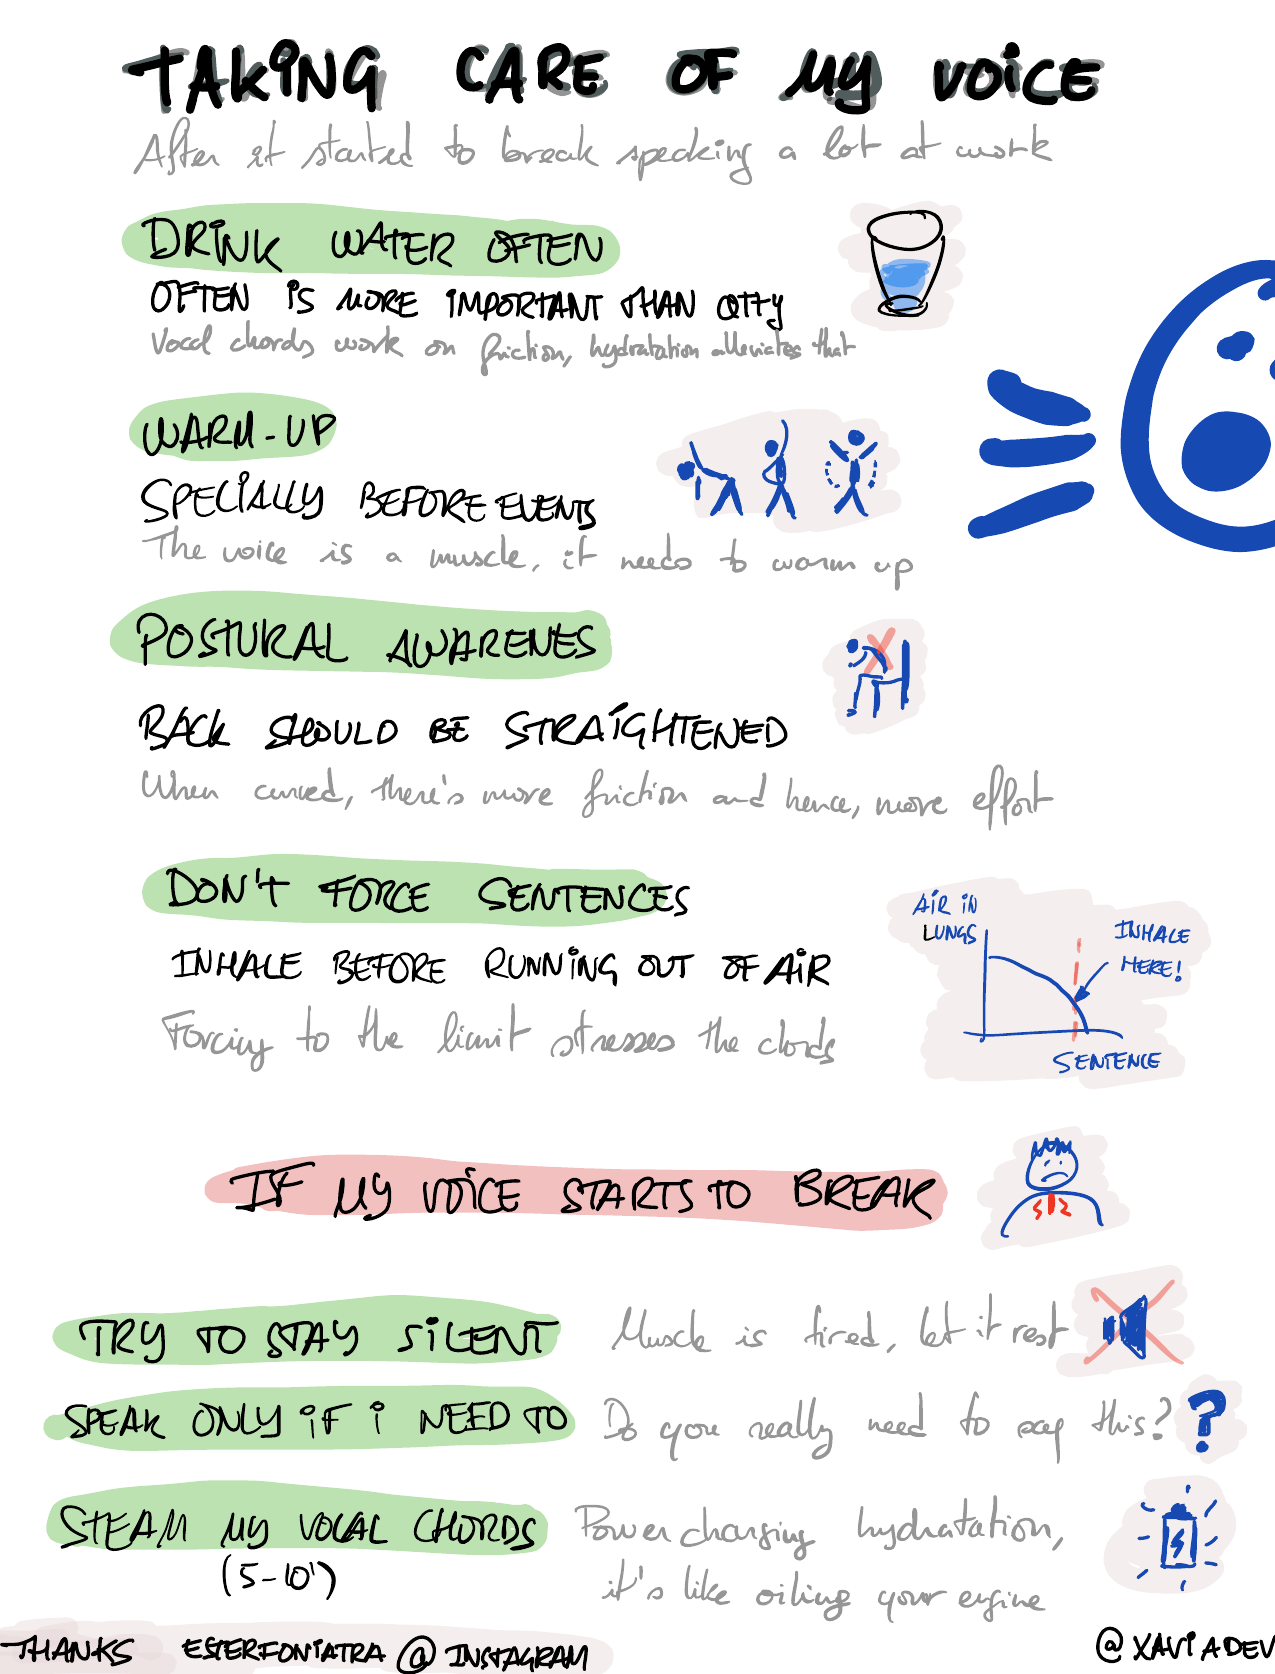 TAKING CARE OF MY VOICE
After it started to break speaking a lot at work
DRINK WATER OFTEN
OFTEN IS MORE IMPORTANT THAN QTTY
Vocal chords work on friction, hydratation alleviates that
WARM-UP
SPECIALLY BEFORE EVENTS
The voice is a muscle, it needs to warm up
POSTURAL AWARENES
BACK SHOULD BE STRAIGHTENED
When curved, there's more friction and hence, more effort
DON'T FORCE SENTENCES
INHALE BEFORE RUNNING OUT OF AIR
Forcing to the limit stresses the chords
AIR IN
LUNGS
INHALE
HERE!
SENTENCE
IF MY VOICE STARTS TO BREAK
TRY TO STAY SILENT
Muscle is tired, let it rest
SPEAK ONLY IF I NEED TO
Do you really need to say this?
?
STEAM MY VOCAL CHORDS
(5-10')
Power charging hydratation,
it's like oiling your engine
THANKS ESTERFONIATRA @ INSTAGRAM
@XAVIADEV